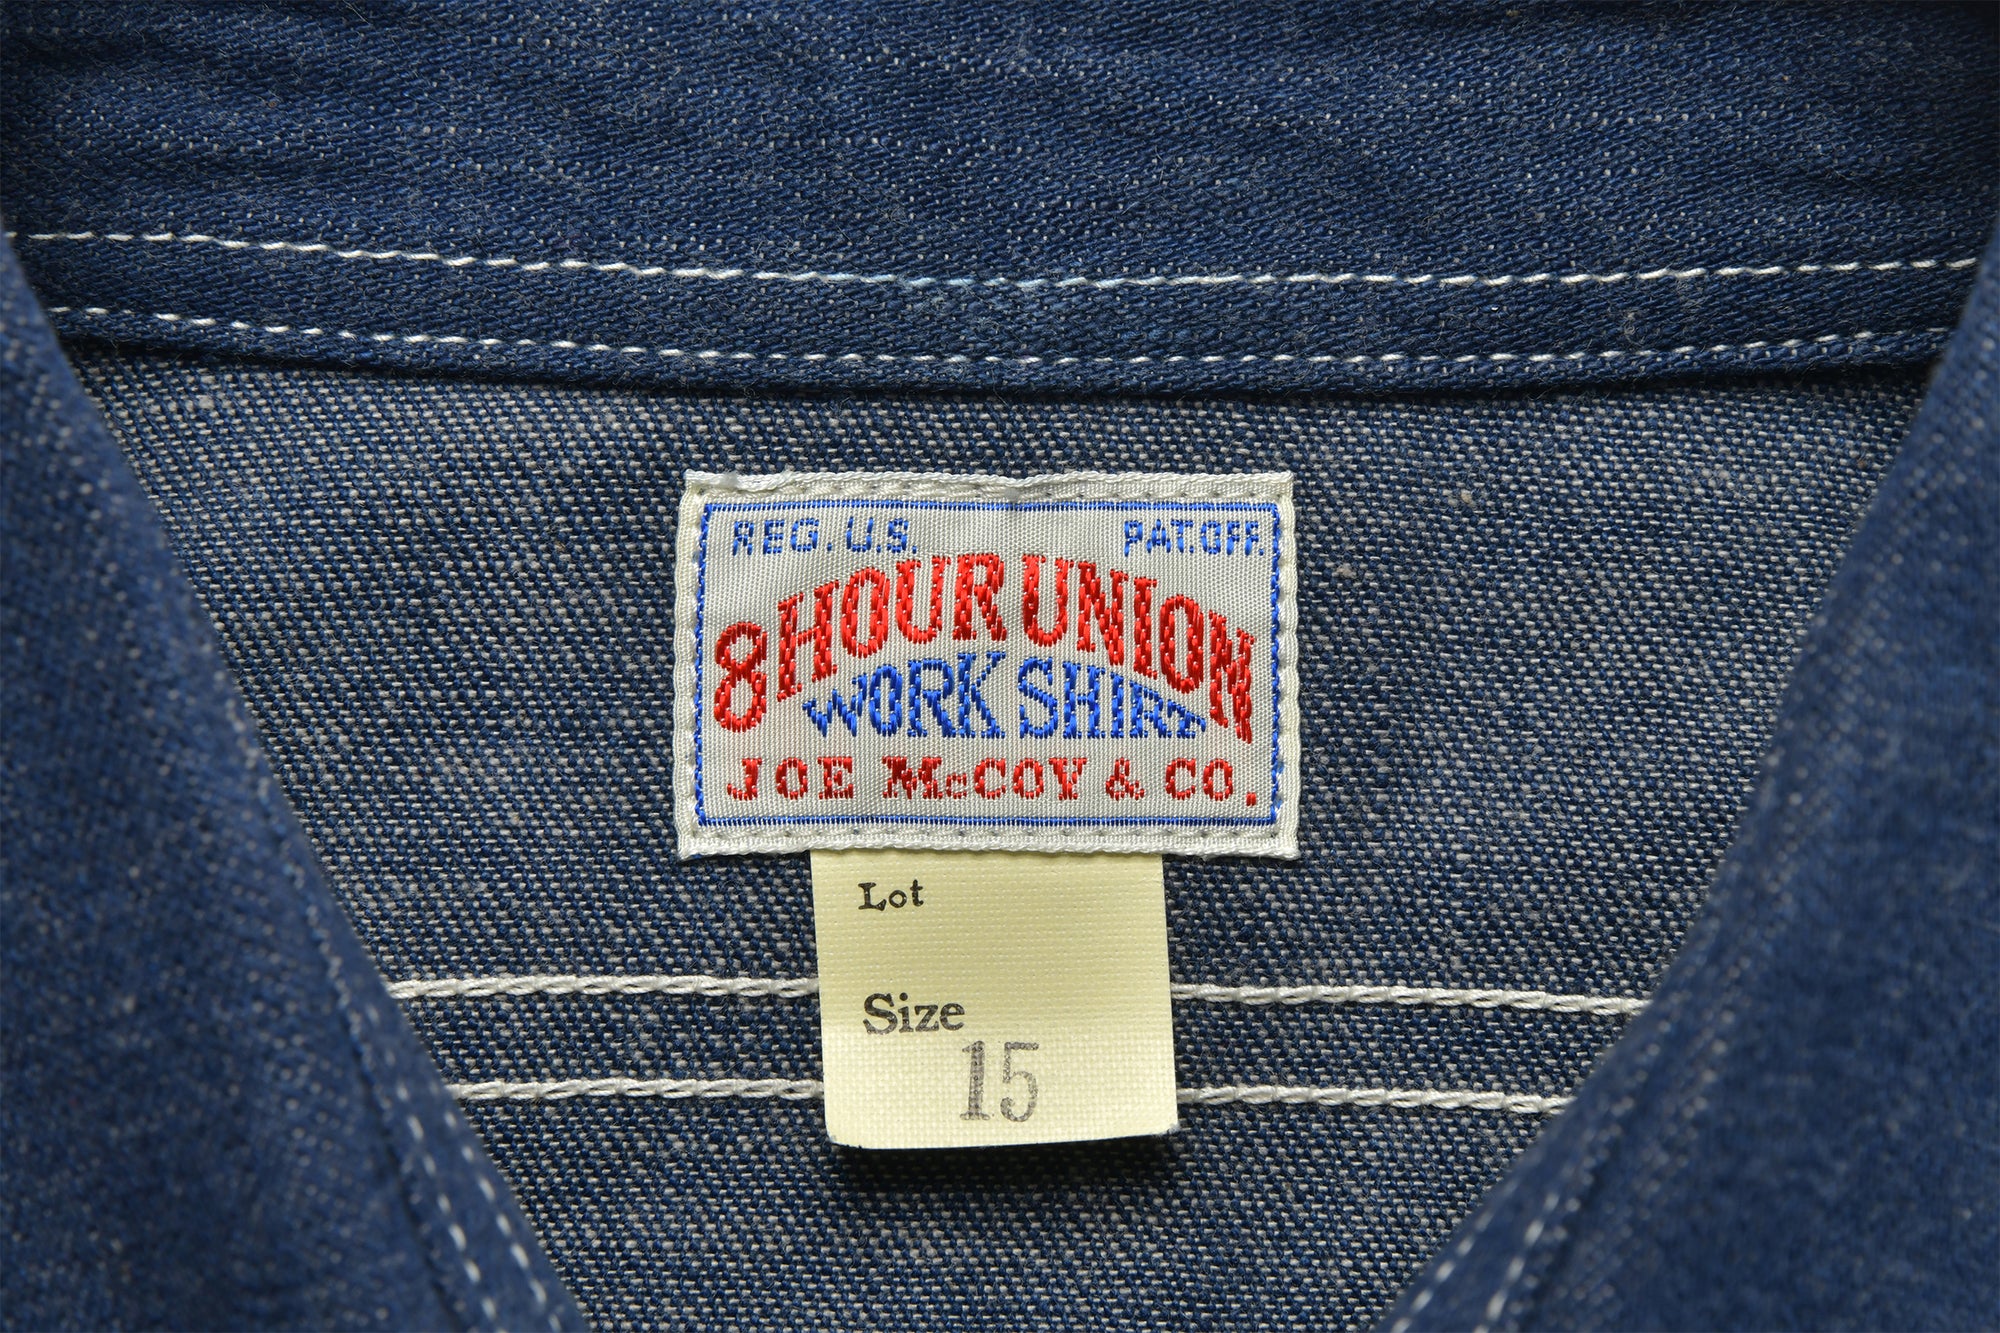 REG. U.S. PAT. OFF.
8 HOUR UNION
WORK SHIRT
JOE McCOY & CO.
Lot
Size
15